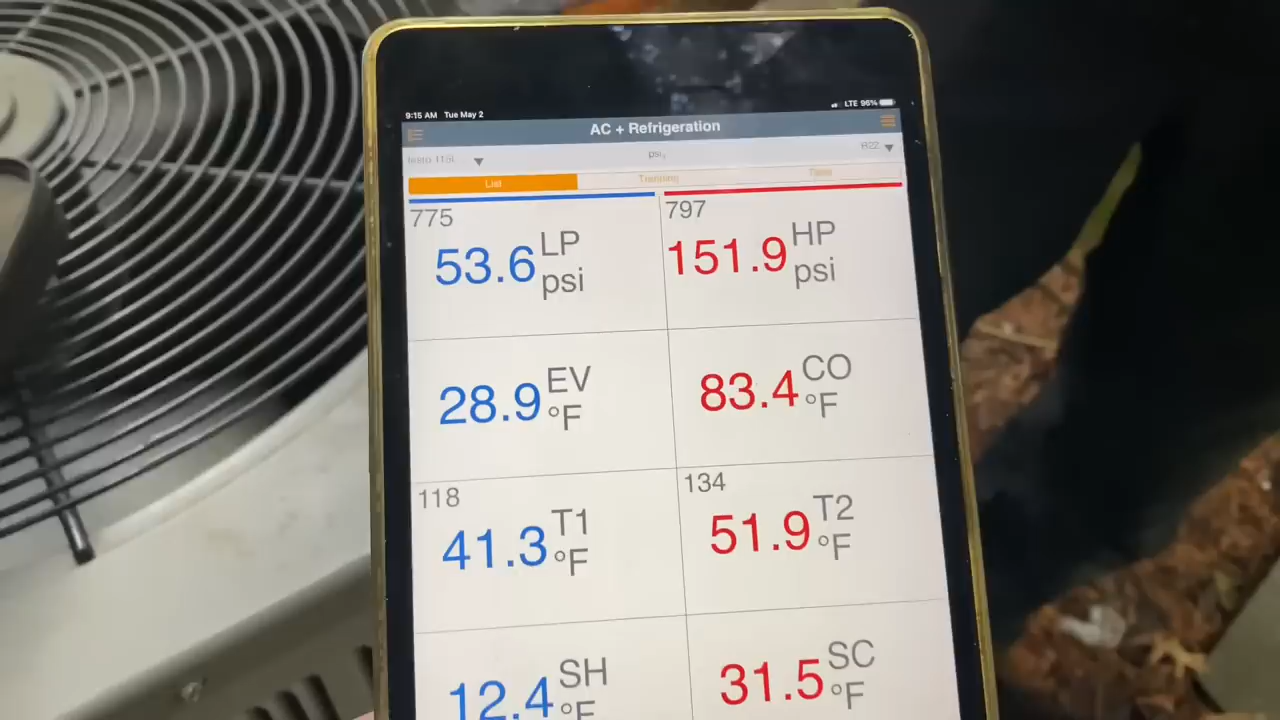 9:15 AM Tue May 2
LTE 96%
AC + Refrigeration
psi
R22
List
Trending
775
53.6 LP psi
797
151.9 HP psi
28.9 EV °F
83.4 CO °F
118
41.3 T1 °F
134
51.9 T2 °F
12.4 SH °F
31.5 SC °F